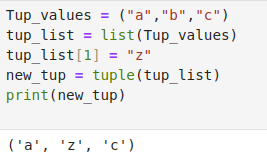 Tup_values = ("a","b","c")
tup_list = list(Tup_values)
tup_list[1] = "z"
new_tup = tuple(tup_list)
print(new_tup)
('a', 'z', 'c')